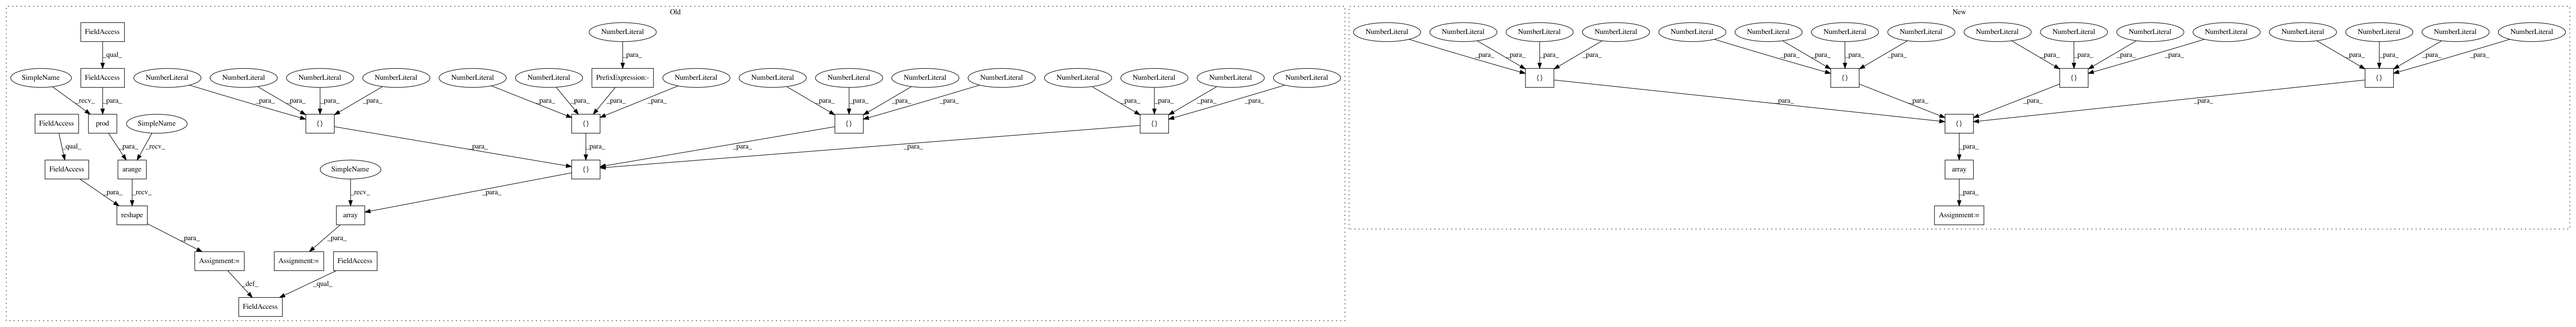 Old
New
FieldAccess
NumberLiteral
NumberLiteral NumberLiteral NumberLiteral NumberLiteral NumberLiteral NumberLiteral NumberLiteral NumberLiteral NumberLiteral NumberLiteral NumberLiteral NumberLiteral NumberLiteral NumberLiteral NumberLiteral NumberLiteral
_qual_
_para_
_para_ _para_ _para_ _para_ _para_ _para_ _para_ _para_ _para_ _para_ _para_ _para_ _para_ _para_ _para_ _para_
SimpleName FieldAccess NumberLiteral NumberLiteral NumberLiteral NumberLiteral NumberLiteral NumberLiteral PrefixExpression:- NumberLiteral NumberLiteral NumberLiteral NumberLiteral NumberLiteral NumberLiteral NumberLiteral NumberLiteral NumberLiteral
{} {} {} {}
_recv_ _para_ _para_ _para_ _para_ _para_ _para_ _para_ _para_ _para_ _para_ _para_ _para_ _para_ _para_ _para_ _para_ _para_
_para_ _para_ _para_ _para_
FieldAccess prod SimpleName {} {} {} {}
{}
_qual_ _para_ _recv_ _para_ _para_ _para_ _para_
_para_
FieldAccess arange SimpleName {}
array
_para_ _recv_ _recv_ _para_
_para_
reshape array
Assignment:=
_para_ _para_
Assignment:= Assignment:= FieldAccess
_def_ _qual_
FieldAccess